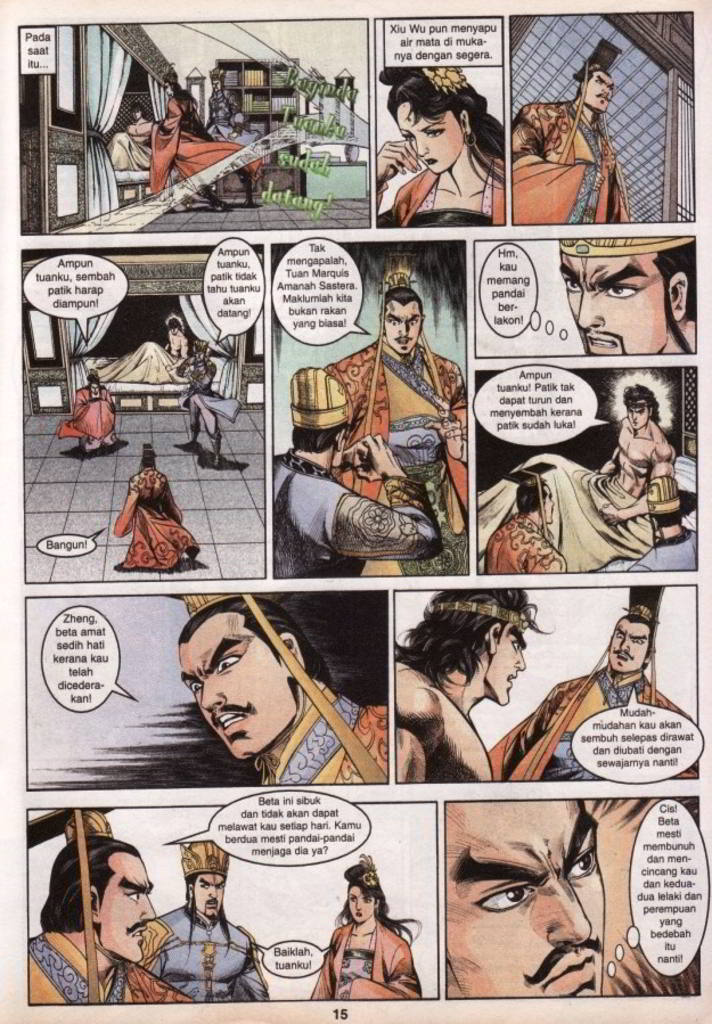 Pada
saat
itu...
Baginda
Tuanku
sudah
datang!
Xiu Wu pun menyapu
air mata di muka-
nya dengan segera.
Ampun
tuanku, sembah
patik harap
diampun!
Ampun
tuanku,
patik tidak
tahu tuanku
akan
datang!
Bangun!
Tak
mengapalah,
Tuan Marquis
Amanah Sastera.
Maklumlah kita
bukan rakan
yang biasa!
Hm,
kau
memang
pandai
ber-
lakon!
Ampun
tuanku! Patik tak
dapat turun dan
menyembah kerana
patik sudah luka!
Zheng,
beta amat
sedih hati
kerana kau
telah
dicedera-
kan!
Mudah-
mudahan kau akan
sembuh selepas dirawat
dan diubati dengan
sewajarnya nanti!
Beta ini sibuk
dan tidak akan dapat
melawat kau setiap hari. Kamu
berdua mesti pandai-pandai
menjaga dia ya?
Baiklah,
tuanku!
Cis!
Beta
mesti
membunuh
dan men-
cincang kau
dan kedua-
dua lelaki dan
perempuan
yang
bedebah
itu
nanti!
15